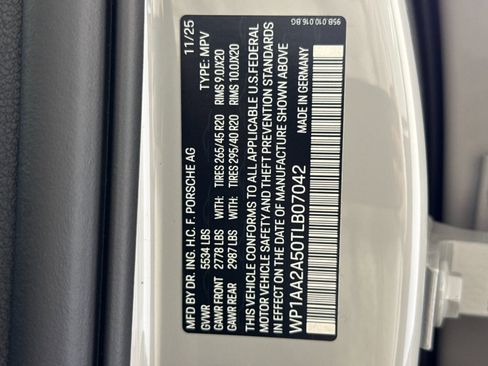 MFD BY DR. ING. H.C. F. PORSCHE AG 11/25
GVWR 5534 LBS TYPE: MPV
GAWR FRONT 2778 LBS WITH: TIRES 265/45 R20 RIMS 9.0JX20
GAWR REAR 2987 LBS WITH: TIRES 295/40 R20 RIMS 10.0JX20
THIS VEHICLE CONFORMS TO ALL APPLICABLE U.S.FEDERAL
MOTOR VEHICLE SAFETY AND THEFT PREVENTION STANDARDS
IN EFFECT ON THE DATE OF MANUFACTURE SHOWN ABOVE
WP1AA2A50TLB07042 MADE IN GERMANY
95B.010.016.BG